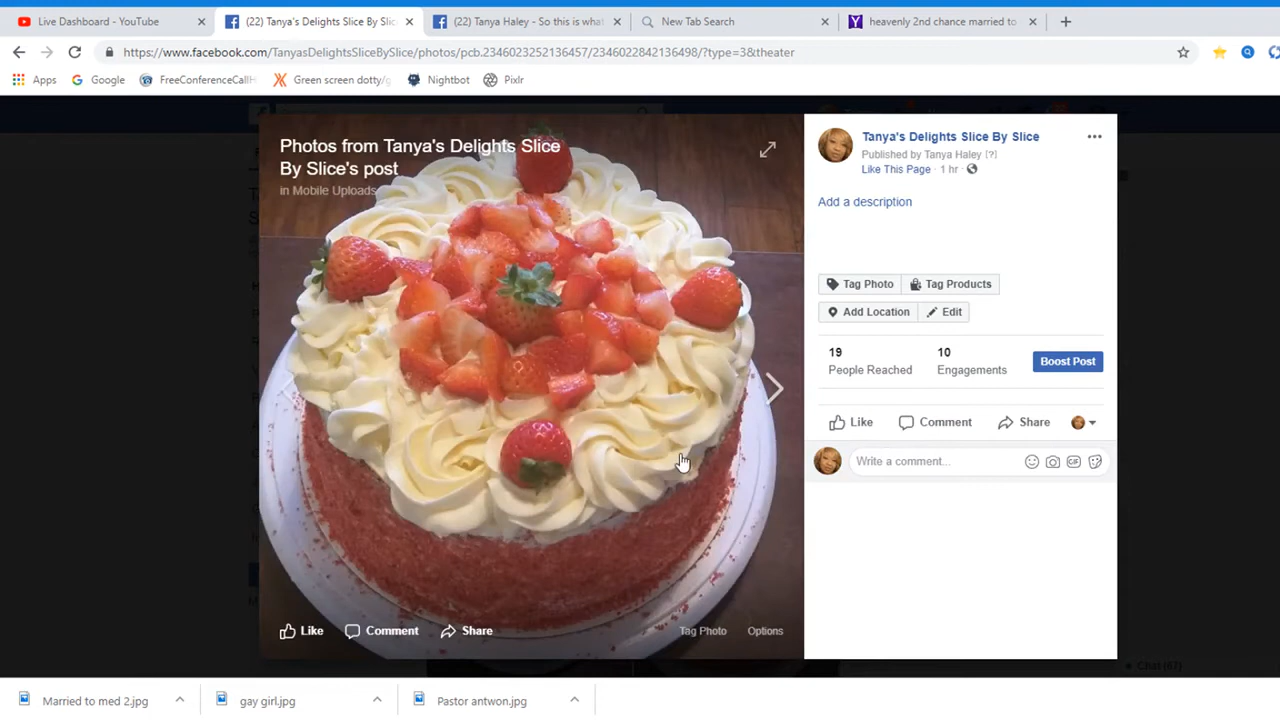 Live Dashboard - YouTube
(22) Tanya's Delights Slice By Slic
(22) Tanya Haley - So this is what
New Tab Search
heavenly 2nd chance married to
https://www.facebook.com/TanyasDelightsSliceBySlice/photos/pcb.2346023252136457/2346022842136498/?type=3&theater
Apps
Google
FreeConferenceCallH
Green screen dotty/g
Nightbot
Pixlr
Photos from Tanya's Delights Slice
By Slice's post
in Mobile Uploads
Tanya's Delights Slice By Slice
Published by Tanya Haley [?]
Like This Page · 1 hr ·
Add a description
Tag Photo
Tag Products
Add Location
Edit
19
People Reached
10
Engagements
Boost Post
Like
Comment
Share
Write a comment...
GIF
Like
Comment
Share
Tag Photo
Options
Chat (67)
Married to med 2.jpg
gay girl.jpg
Pastor antwon.jpg